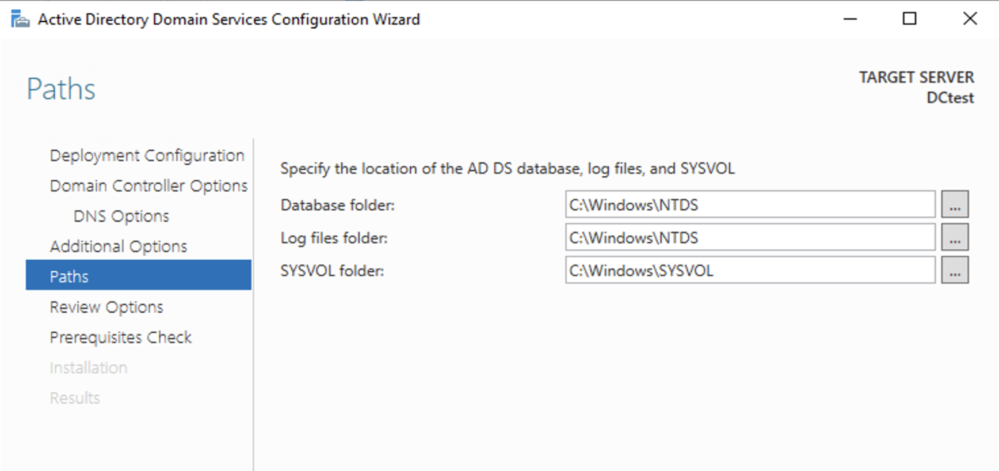 Active Directory Domain Services Configuration Wizard
Paths
TARGET SERVER
DCtest
Deployment Configuration
Domain Controller Options
DNS Options
Additional Options
Paths
Review Options
Prerequisites Check
Installation
Results
Specify the location of the AD DS database, log files, and SYSVOL
Database folder: C:\Windows\NTDS ...
Log files folder: C:\Windows\NTDS ...
SYSVOL folder: C:\Windows\SYSVOL ...